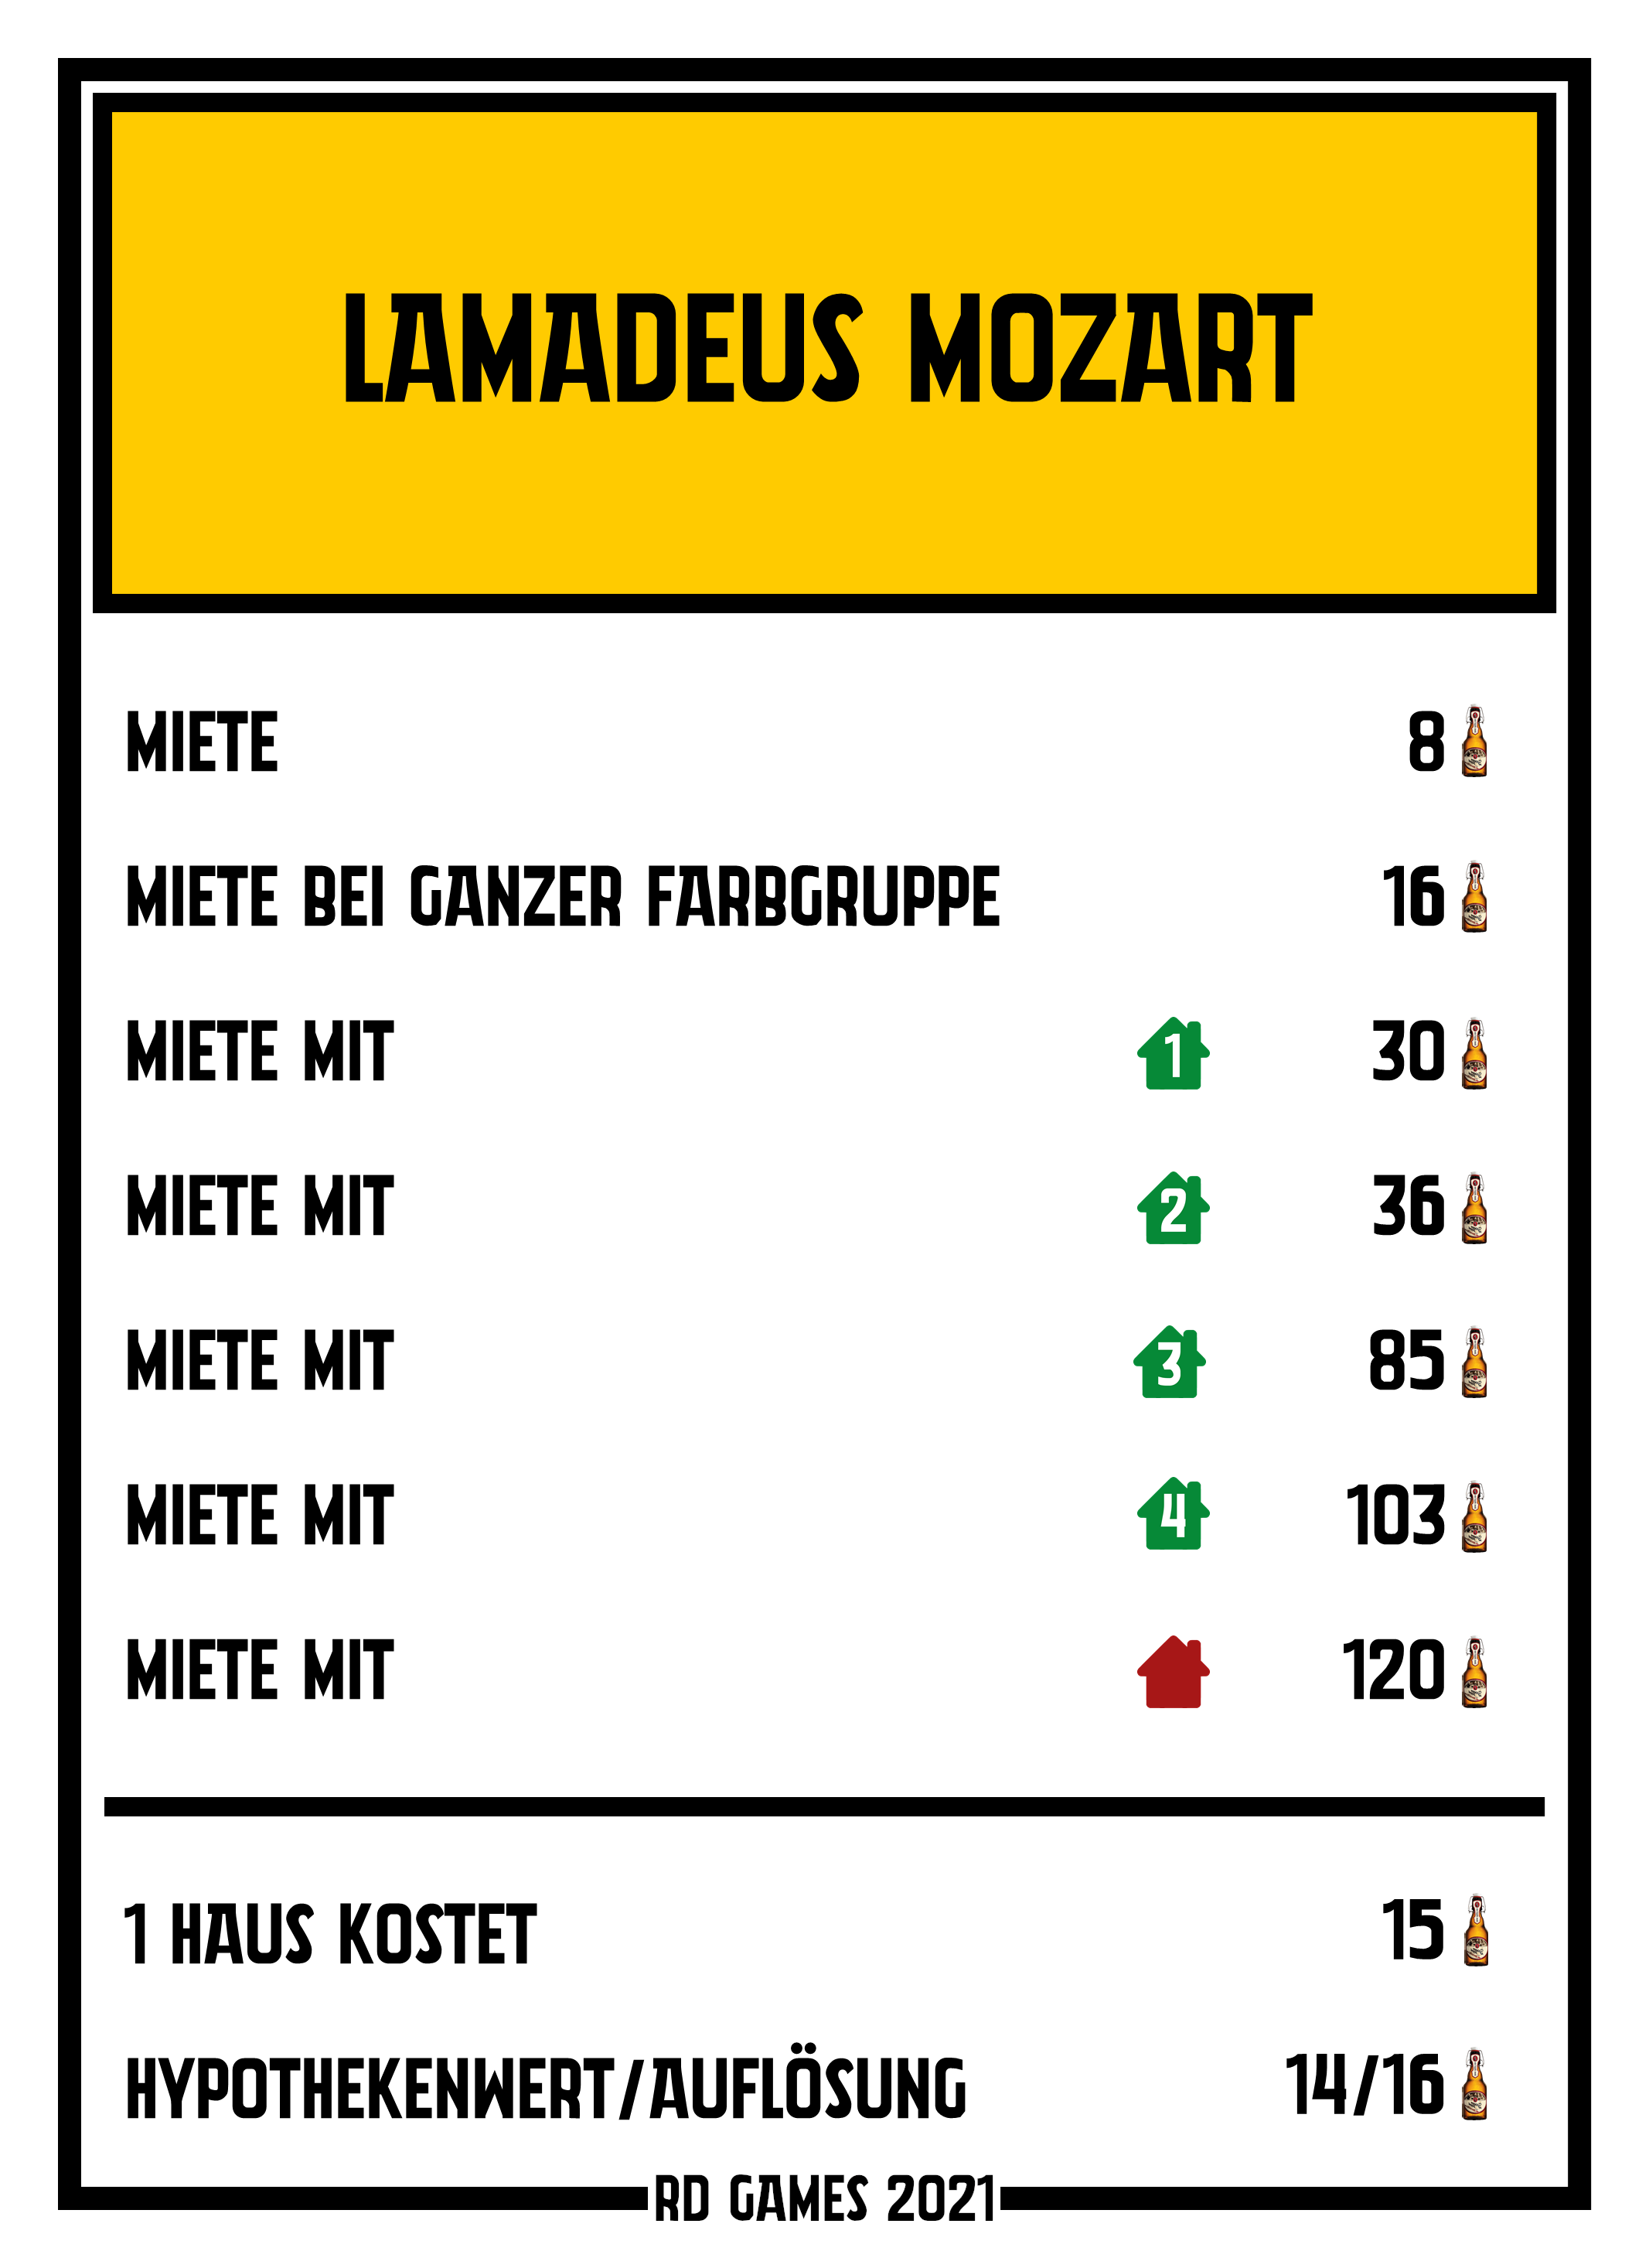 LAMADEUS MOZART
MIETE 8
MIETE BEI GANZER FARBGRUPPE 16
MIETE MIT 1 30
MIETE MIT 2 36
MIETE MIT 3 85
MIETE MIT 4 103
MIETE MIT 120
1 HAUS KOSTET 15
HYPOTHEKENWERT/AUFLÖSUNG 14/16
RD GAMES 2021